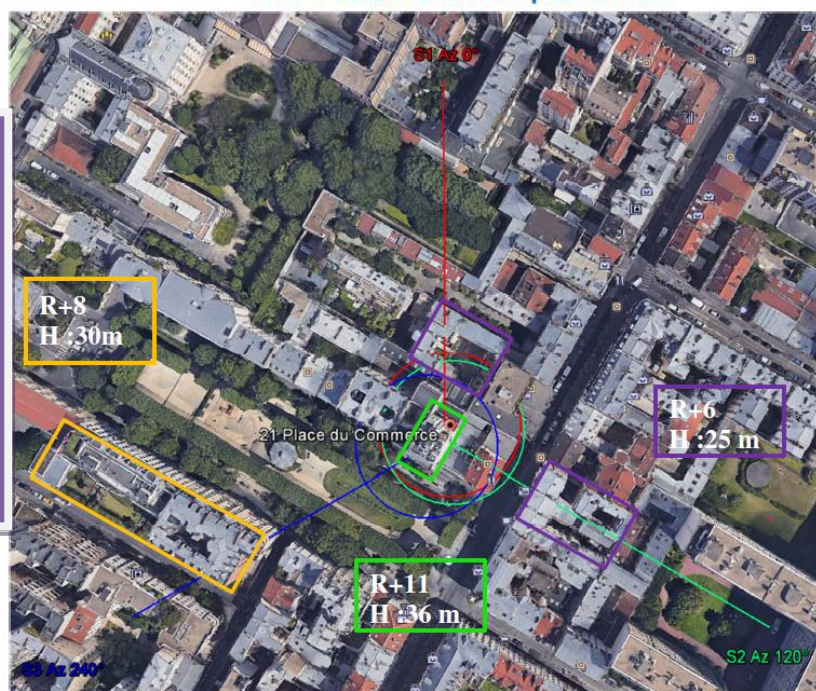 S1 Az 0°
R+8
H :30m
R+6
H :25 m
21 Place du Commerce
R+11
H :36 m
S3 Az 240°
S2 Az 120°